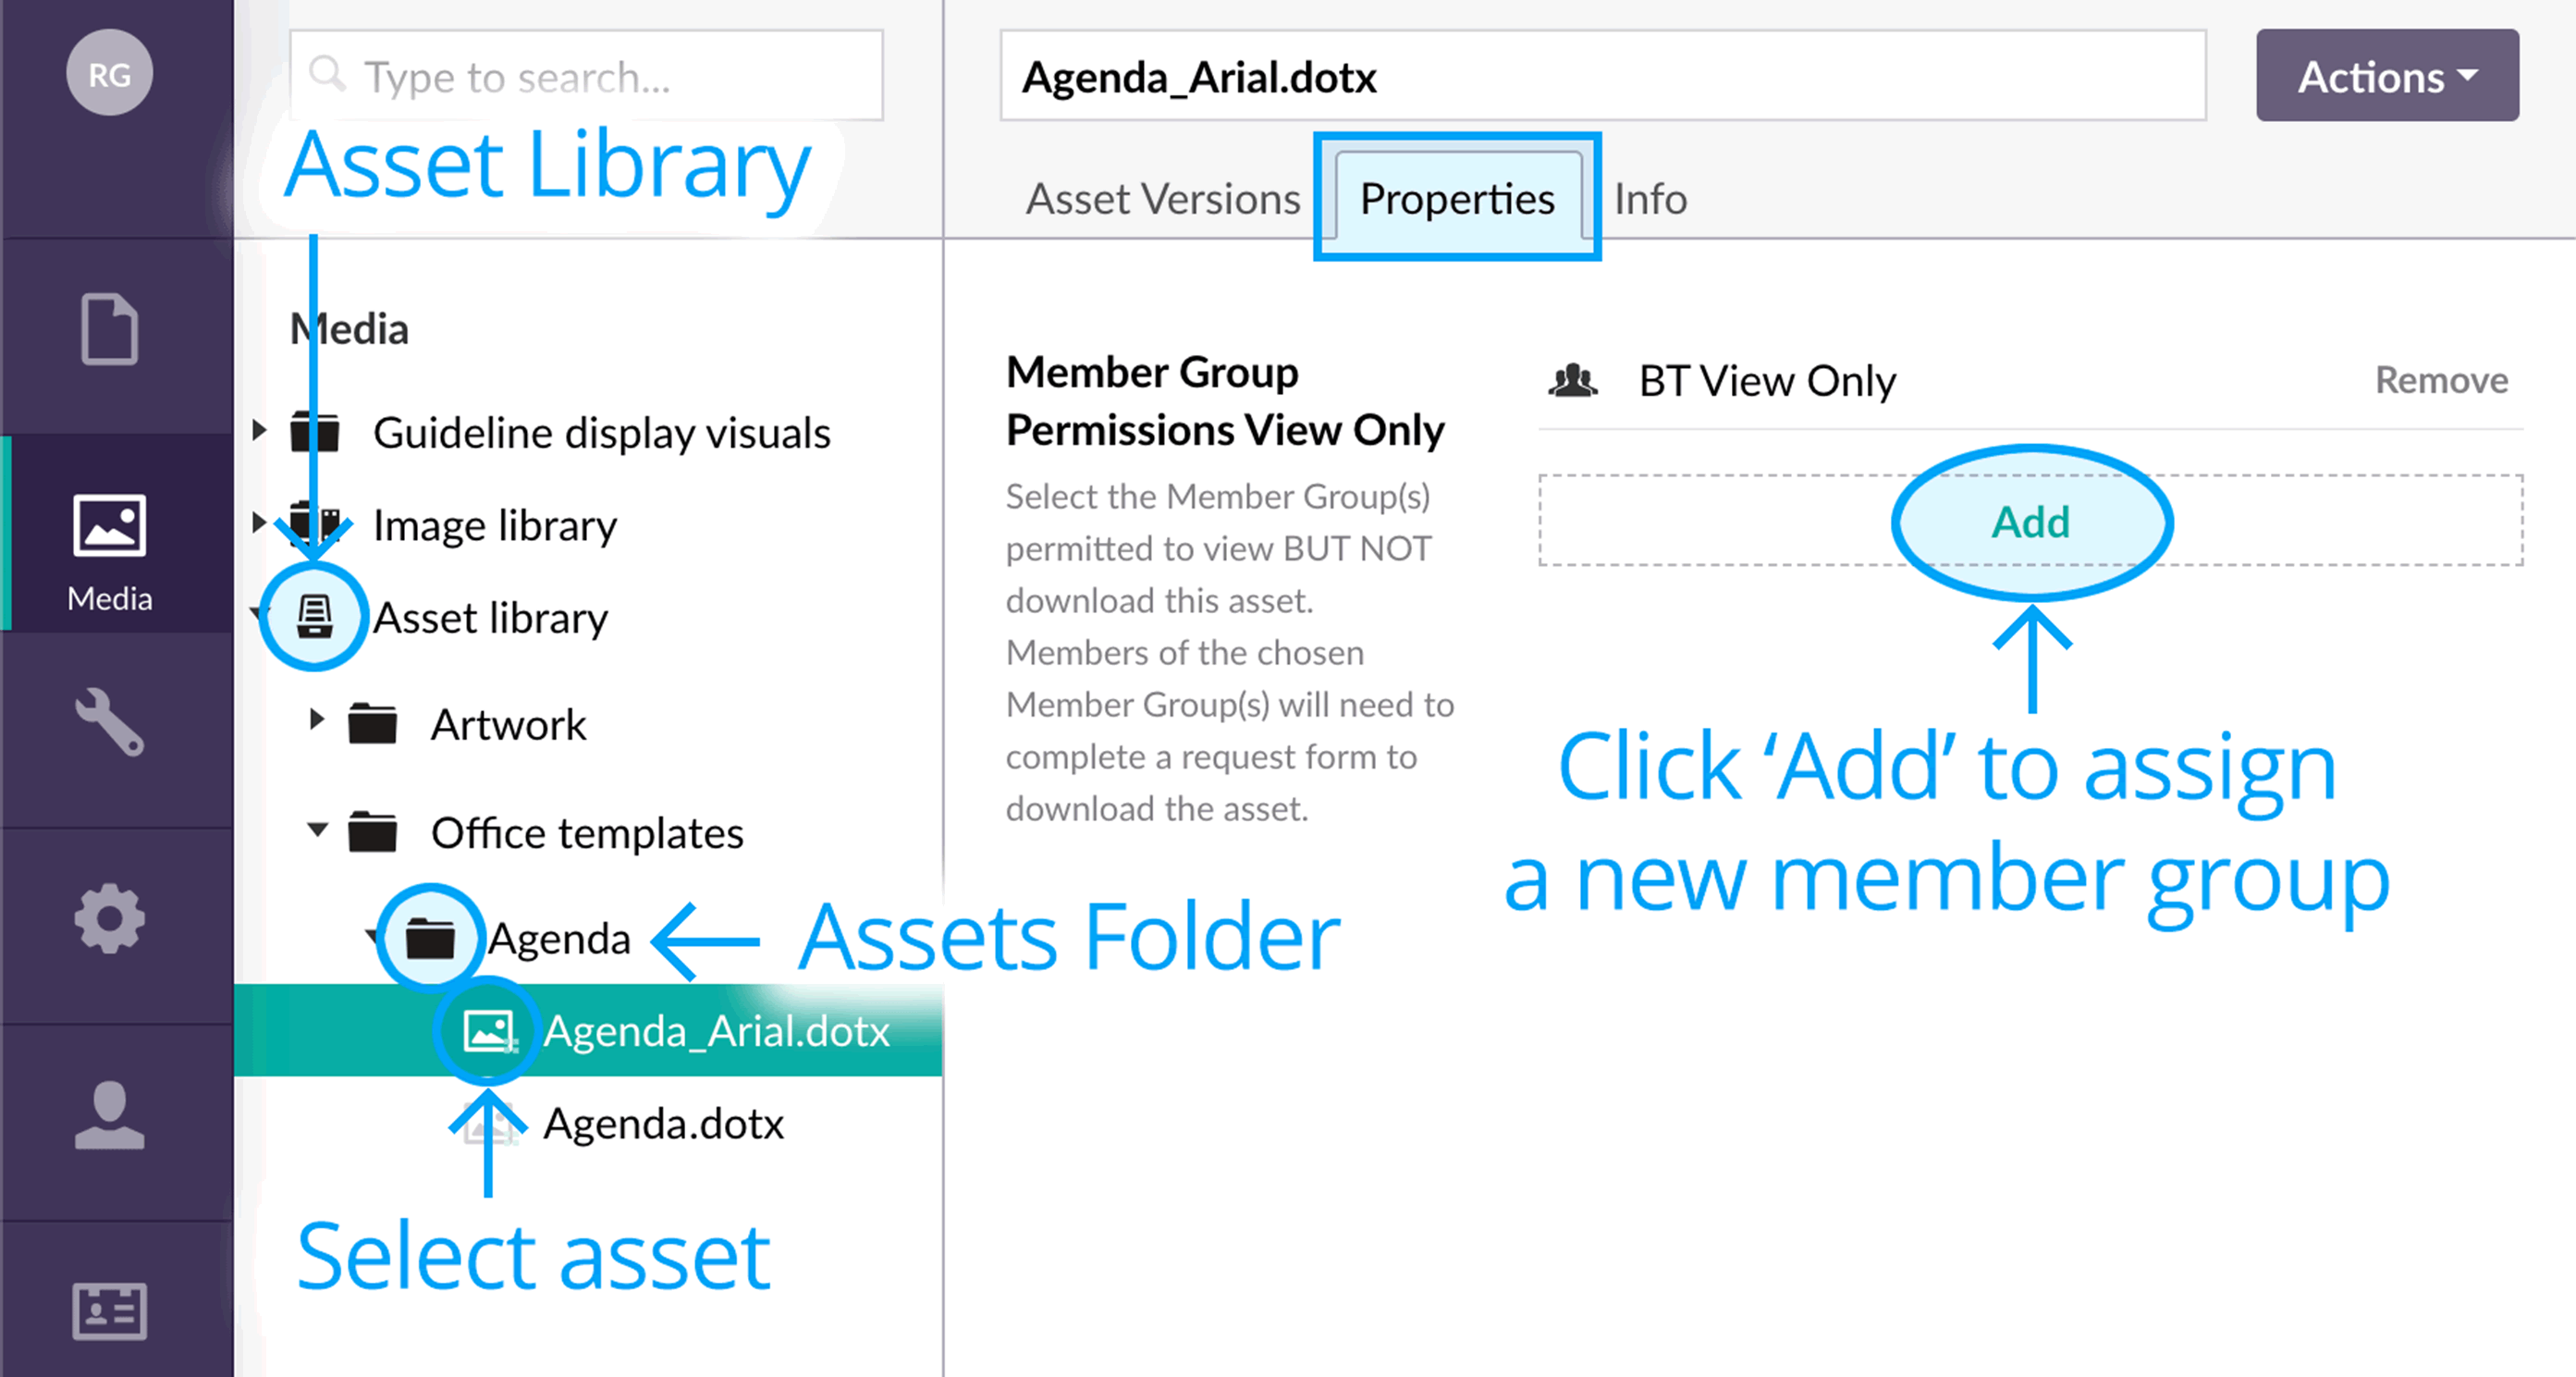 RG
Type to search...
Agenda_Arial.dotx
Actions
Asset Library
Asset Versions
Properties
Info
Media
Guideline display visuals
Image library
Asset library
Artwork
Office templates
Agenda
Assets Folder
Agenda_Arial.dotx
Agenda.dotx
Select asset
Media
Member Group
Permissions View Only
Select the Member Group(s)
permitted to view BUT NOT
download this asset.
Members of the chosen
Member Group(s) will need to
complete a request form to
download the asset.
BT View Only
Remove
Add
Click ‘Add’ to assign
a new member group